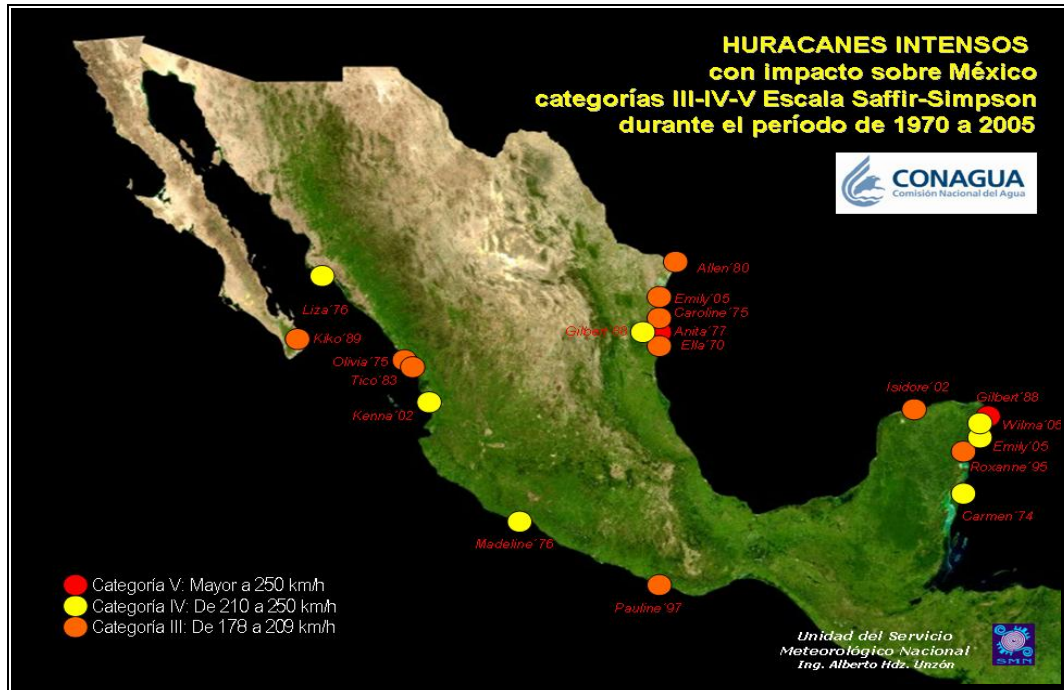 HURACANES INTENSOS
con impacto sobre México
categorías III-IV-V Escala Saffir-Simpson
durante el período de 1970 a 2005
CONAGUA
Comisión Nacional del Agua
Allen´80
Emily´05
Caroline´75
Gilbert´88
Anita´77
Ella´70
Liza´76
Kiko´89
Olivia´75
Tico´83
Kenna´02
Isidore´02
Gilbert´88
Wilma´05
Emily´05
Roxanne´95
Carmen´74
Madeline´76
Pauline´97
Categoría V: Mayor a 250 km/h
Categoría IV: De 210 a 250 km/h
Categoría III: De 178 a 209 km/h
Unidad del Servicio
Meteorológico Nacional
Ing. Alberto Hdz. Unzón
SMN